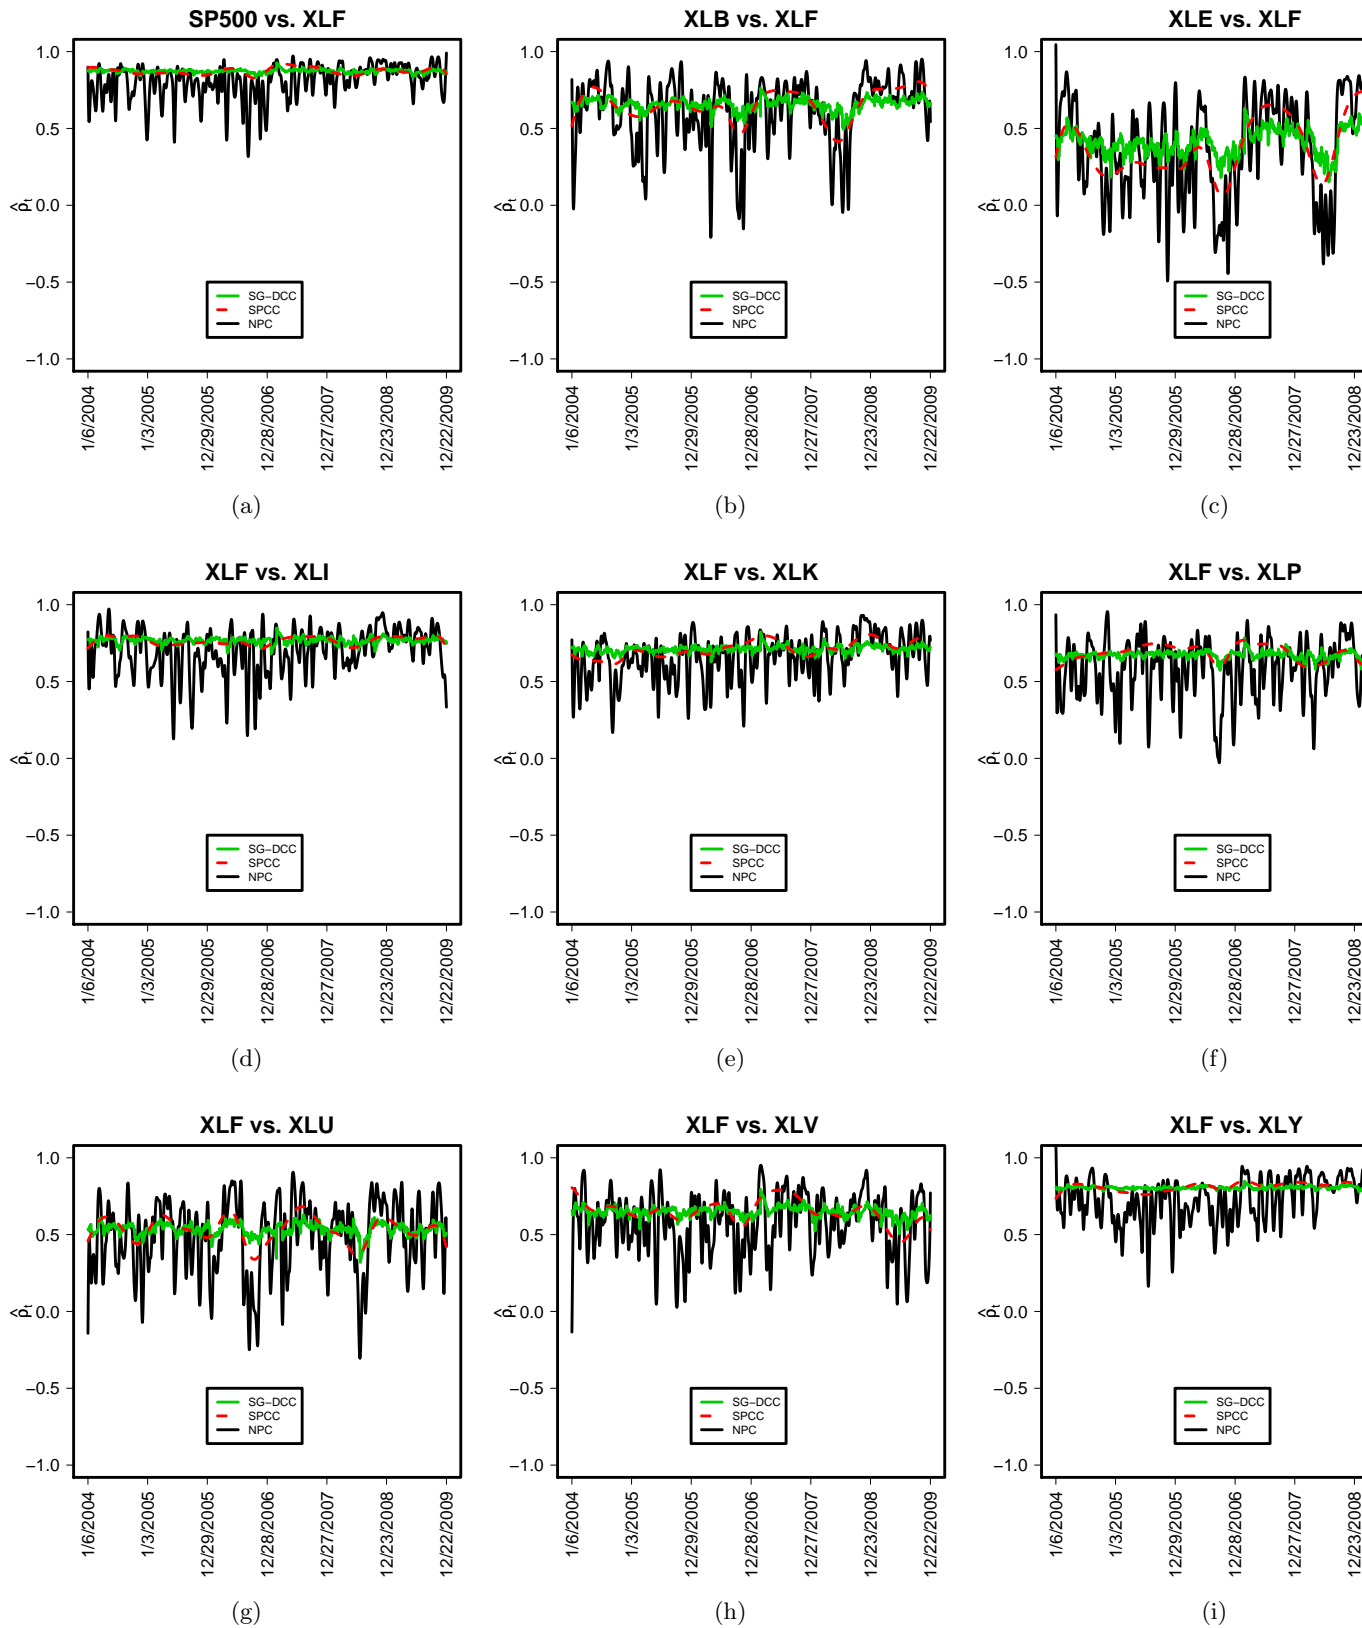 SP500 vs. XLF
XLB vs. XLF
XLE vs. XLF
1.0
0.5
0.0
−0.5
−1.0
ρ̂t
SG−DCC
SPCC
NPC
1/6/2004
1/3/2005
12/29/2005
12/28/2006
12/27/2007
12/23/2008
12/22/2009
1.0
0.5
0.0
−0.5
−1.0
ρ̂t
SG−DCC
SPCC
NPC
1/6/2004
1/3/2005
12/29/2005
12/28/2006
12/27/2007
12/23/2008
12/22/2009
1.0
0.5
0.0
−0.5
−1.0
ρ̂t
SG−DCC
SPCC
NPC
1/6/2004
1/3/2005
12/29/2005
12/28/2006
12/27/2007
12/23/2008
(a)
(b)
(c)
XLF vs. XLI
XLF vs. XLK
XLF vs. XLP
1.0
0.5
0.0
−0.5
−1.0
ρ̂t
SG−DCC
SPCC
NPC
1/6/2004
1/3/2005
12/29/2005
12/28/2006
12/27/2007
12/23/2008
12/22/2009
1.0
0.5
0.0
−0.5
−1.0
ρ̂t
SG−DCC
SPCC
NPC
1/6/2004
1/3/2005
12/29/2005
12/28/2006
12/27/2007
12/23/2008
12/22/2009
1.0
0.5
0.0
−0.5
−1.0
ρ̂t
SG−DCC
SPCC
NPC
1/6/2004
1/3/2005
12/29/2005
12/28/2006
12/27/2007
12/23/2008
(d)
(e)
(f)
XLF vs. XLU
XLF vs. XLV
XLF vs. XLY
1.0
0.5
0.0
−0.5
−1.0
ρ̂t
SG−DCC
SPCC
NPC
1/6/2004
1/3/2005
12/29/2005
12/28/2006
12/27/2007
12/23/2008
12/22/2009
1.0
0.5
0.0
−0.5
−1.0
ρ̂t
SG−DCC
SPCC
NPC
1/6/2004
1/3/2005
12/29/2005
12/28/2006
12/27/2007
12/23/2008
12/22/2009
1.0
0.5
0.0
−0.5
−1.0
ρ̂t
SG−DCC
SPCC
NPC
1/6/2004
1/3/2005
12/29/2005
12/28/2006
12/27/2007
12/23/2008
(g)
(h)
(i)